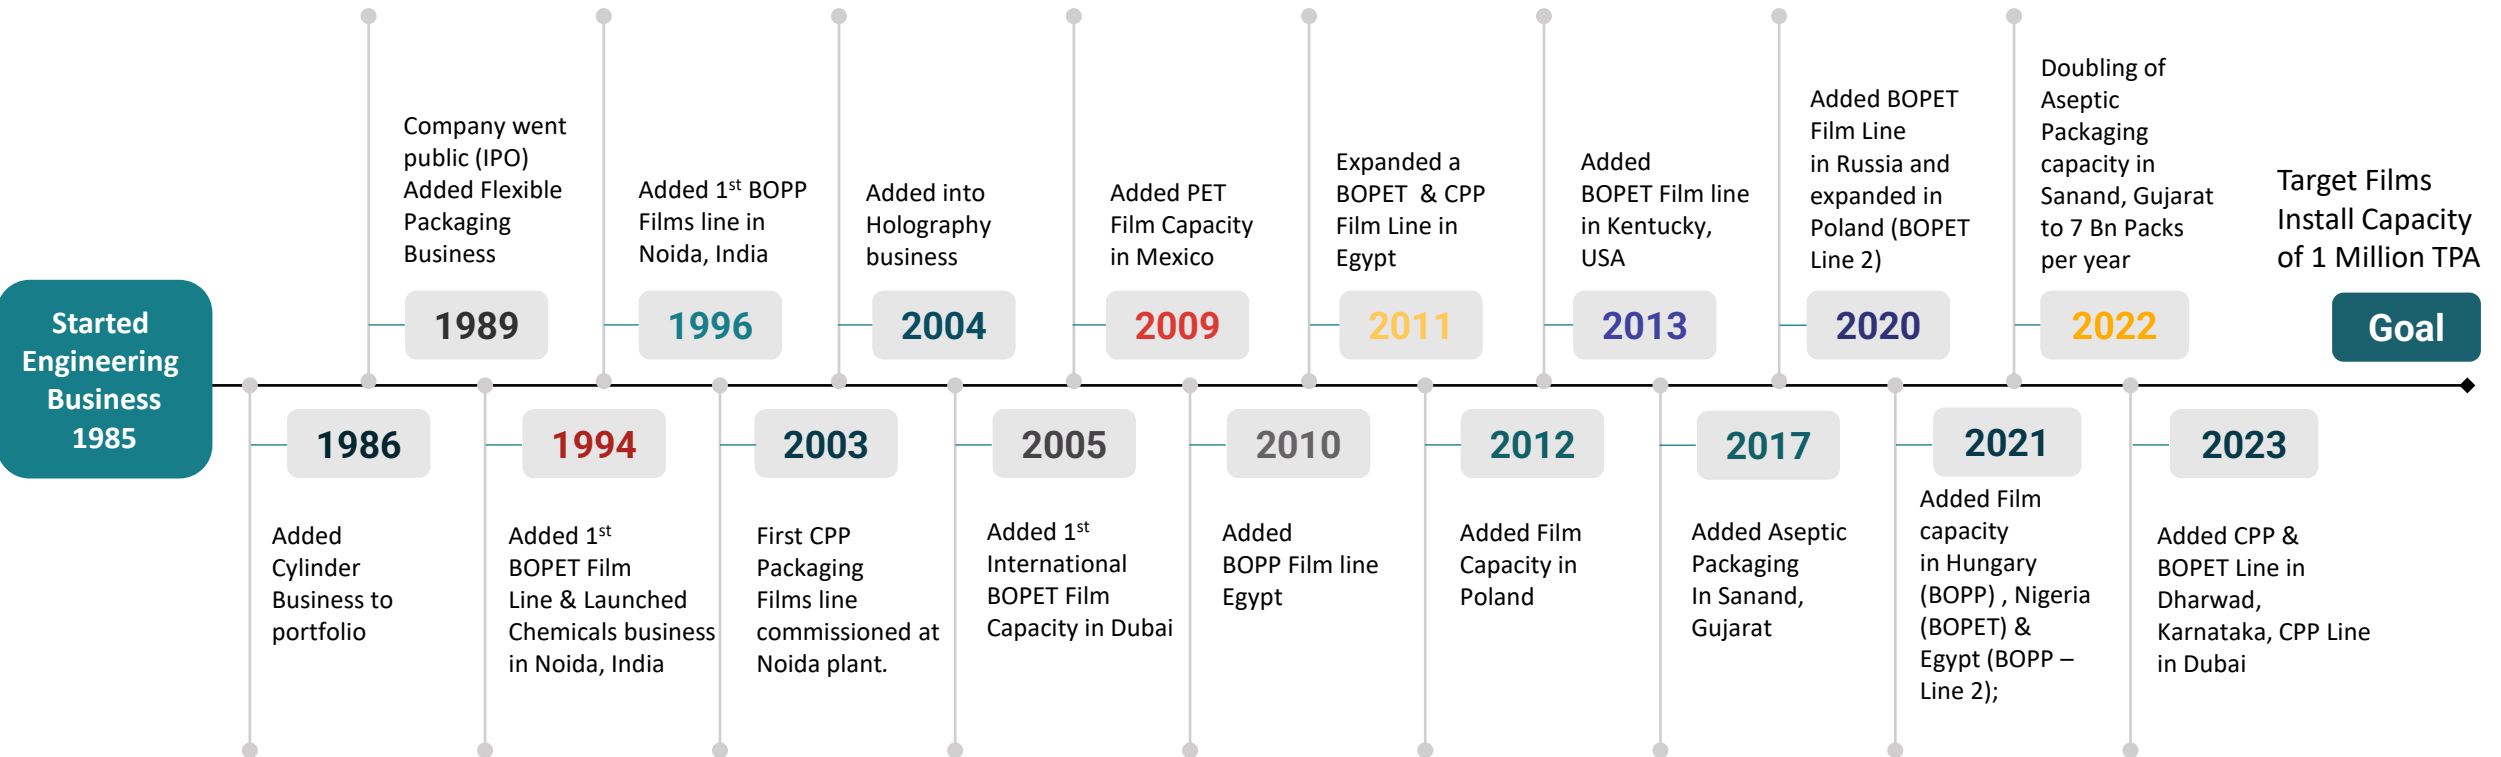 Started
Engineering
Business
1985
Added
Cylinder
Business to
portfolio
1986
Company went
public (IPO)
Added Flexible
Packaging
Business
1989
1994
Added 1st
BOPET Film
Line & Launched
Chemicals business
in Noida, India
Added 1st BOPP
Films line in
Noida, India
1996
2003
First CPP
Packaging
Films line
commissioned at
Noida plant.
Added into
Holography
business
2004
2005
Added 1st
International
BOPET Film
Capacity in Dubai
Added PET
Film Capacity
in Mexico
2009
2010
Added
BOPP Film line
Egypt
Expanded a
BOPET & CPP
Film Line in
Egypt
2011
2012
Added Film
Capacity in
Poland
Added
BOPET Film line
in Kentucky,
USA
2013
2017
Added Aseptic
Packaging
In Sanand,
Gujarat
Added BOPET
Film Line
in Russia and
expanded in
Poland (BOPET
Line 2)
2020
2021
Added Film
capacity
in Hungary
(BOPP) , Nigeria
(BOPET) &
Egypt (BOPP –
Line 2);
Doubling of
Aseptic
Packaging
capacity in
Sanand, Gujarat
to 7 Bn Packs
per year
2022
2023
Added CPP &
BOPET Line in
Dharwad,
Karnataka, CPP Line
in Dubai
Target Films
Install Capacity
of 1 Million TPA
Goal